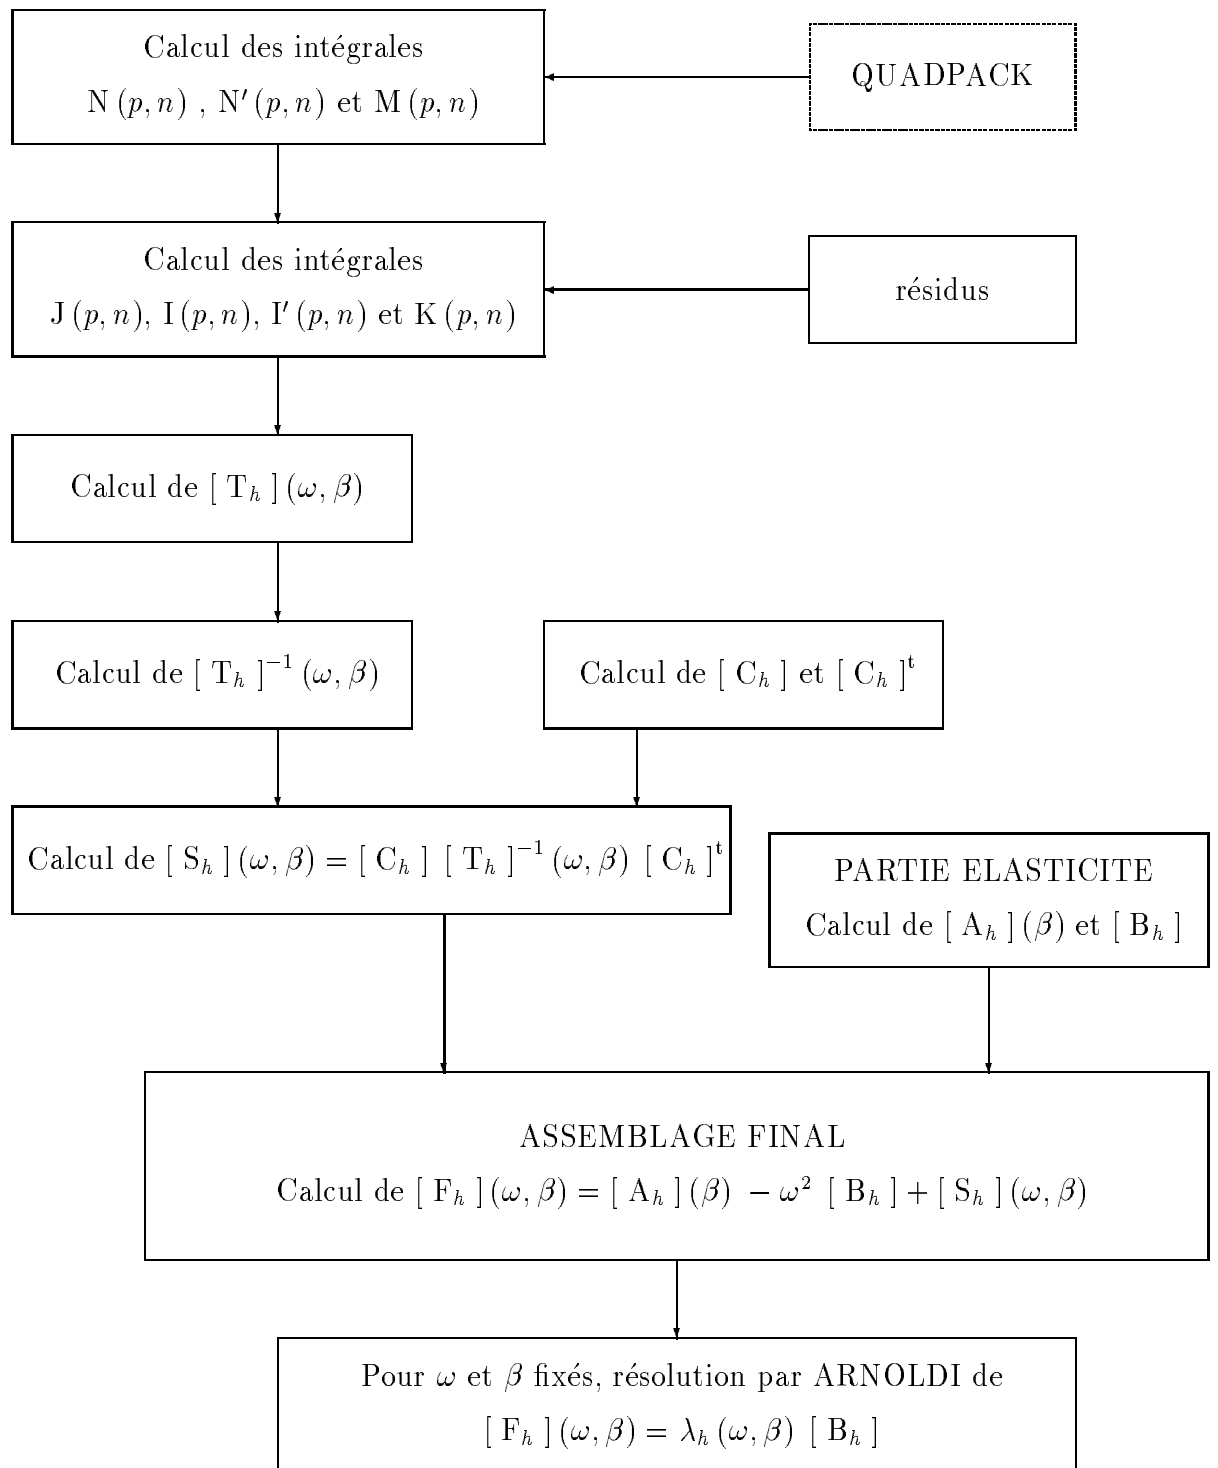 Calcul des intégrales
N (p, n) , N′ (p, n) et M (p, n)
QUADPACK
Calcul des intégrales
J (p, n), I (p, n), I′ (p, n) et K (p, n)
résidus
Calcul de [ T_h ] (ω, β)
Calcul de [ T_h ]^{−1} (ω, β)
Calcul de [ C_h ] et [ C_h ]^t
Calcul de [ S_h ] (ω, β) = [ C_h ] [ T_h ]^{−1} (ω, β) [ C_h ]^t
PARTIE ELASTICITE
Calcul de [ A_h ] (β) et [ B_h ]
ASSEMBLAGE FINAL
Calcul de [ F_h ] (ω, β) = [ A_h ] (β) − ω² [ B_h ] + [ S_h ] (ω, β)
Pour ω et β fixés, résolution par ARNOLDI de
[ F_h ] (ω, β) = λ_h (ω, β) [ B_h ]